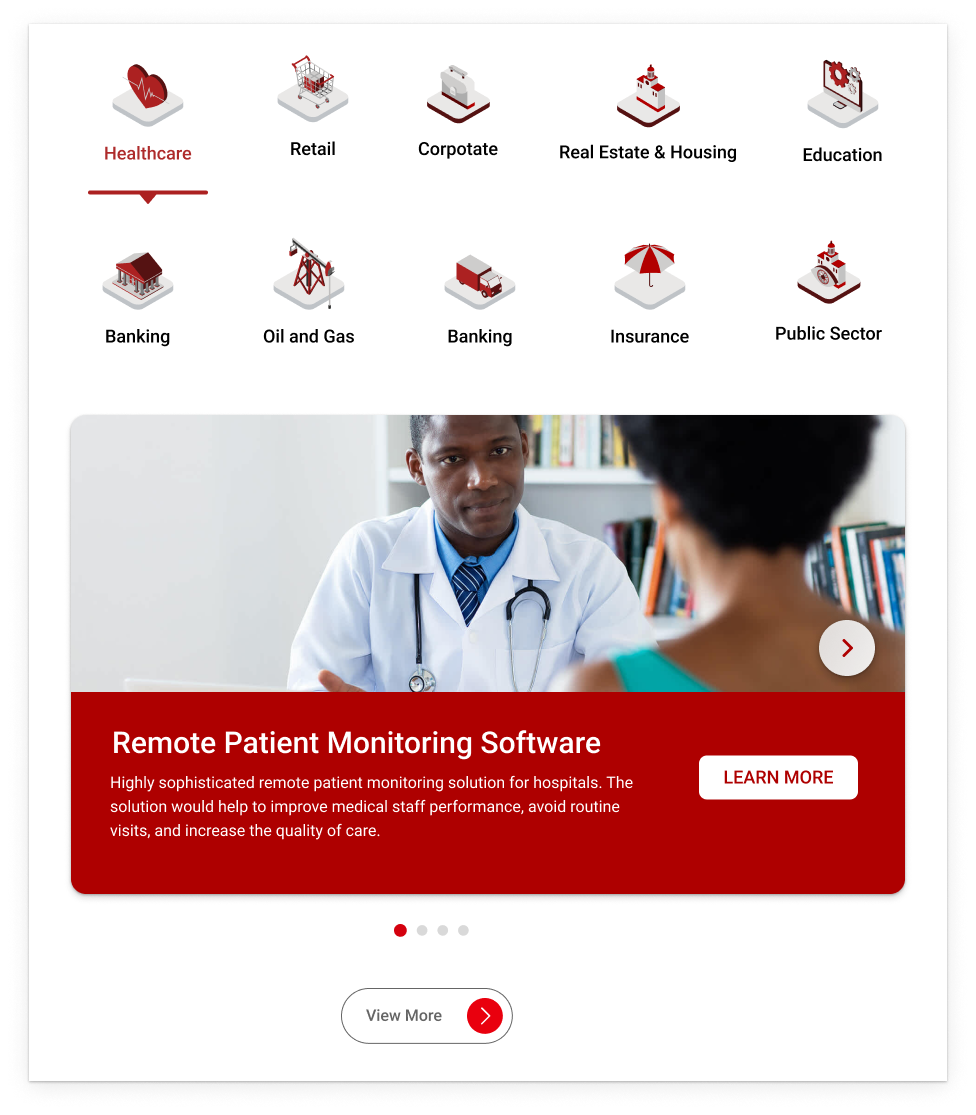 Healthcare
Retail
Corpotate
Real Estate & Housing
Education
Banking
Oil and Gas
Banking
Insurance
Public Sector
Remote Patient Monitoring Software
Highly sophisticated remote patient monitoring solution for hospitals. The
solution would help to improve medical staff performance, avoid routine
visits, and increase the quality of care.
LEARN MORE
View More